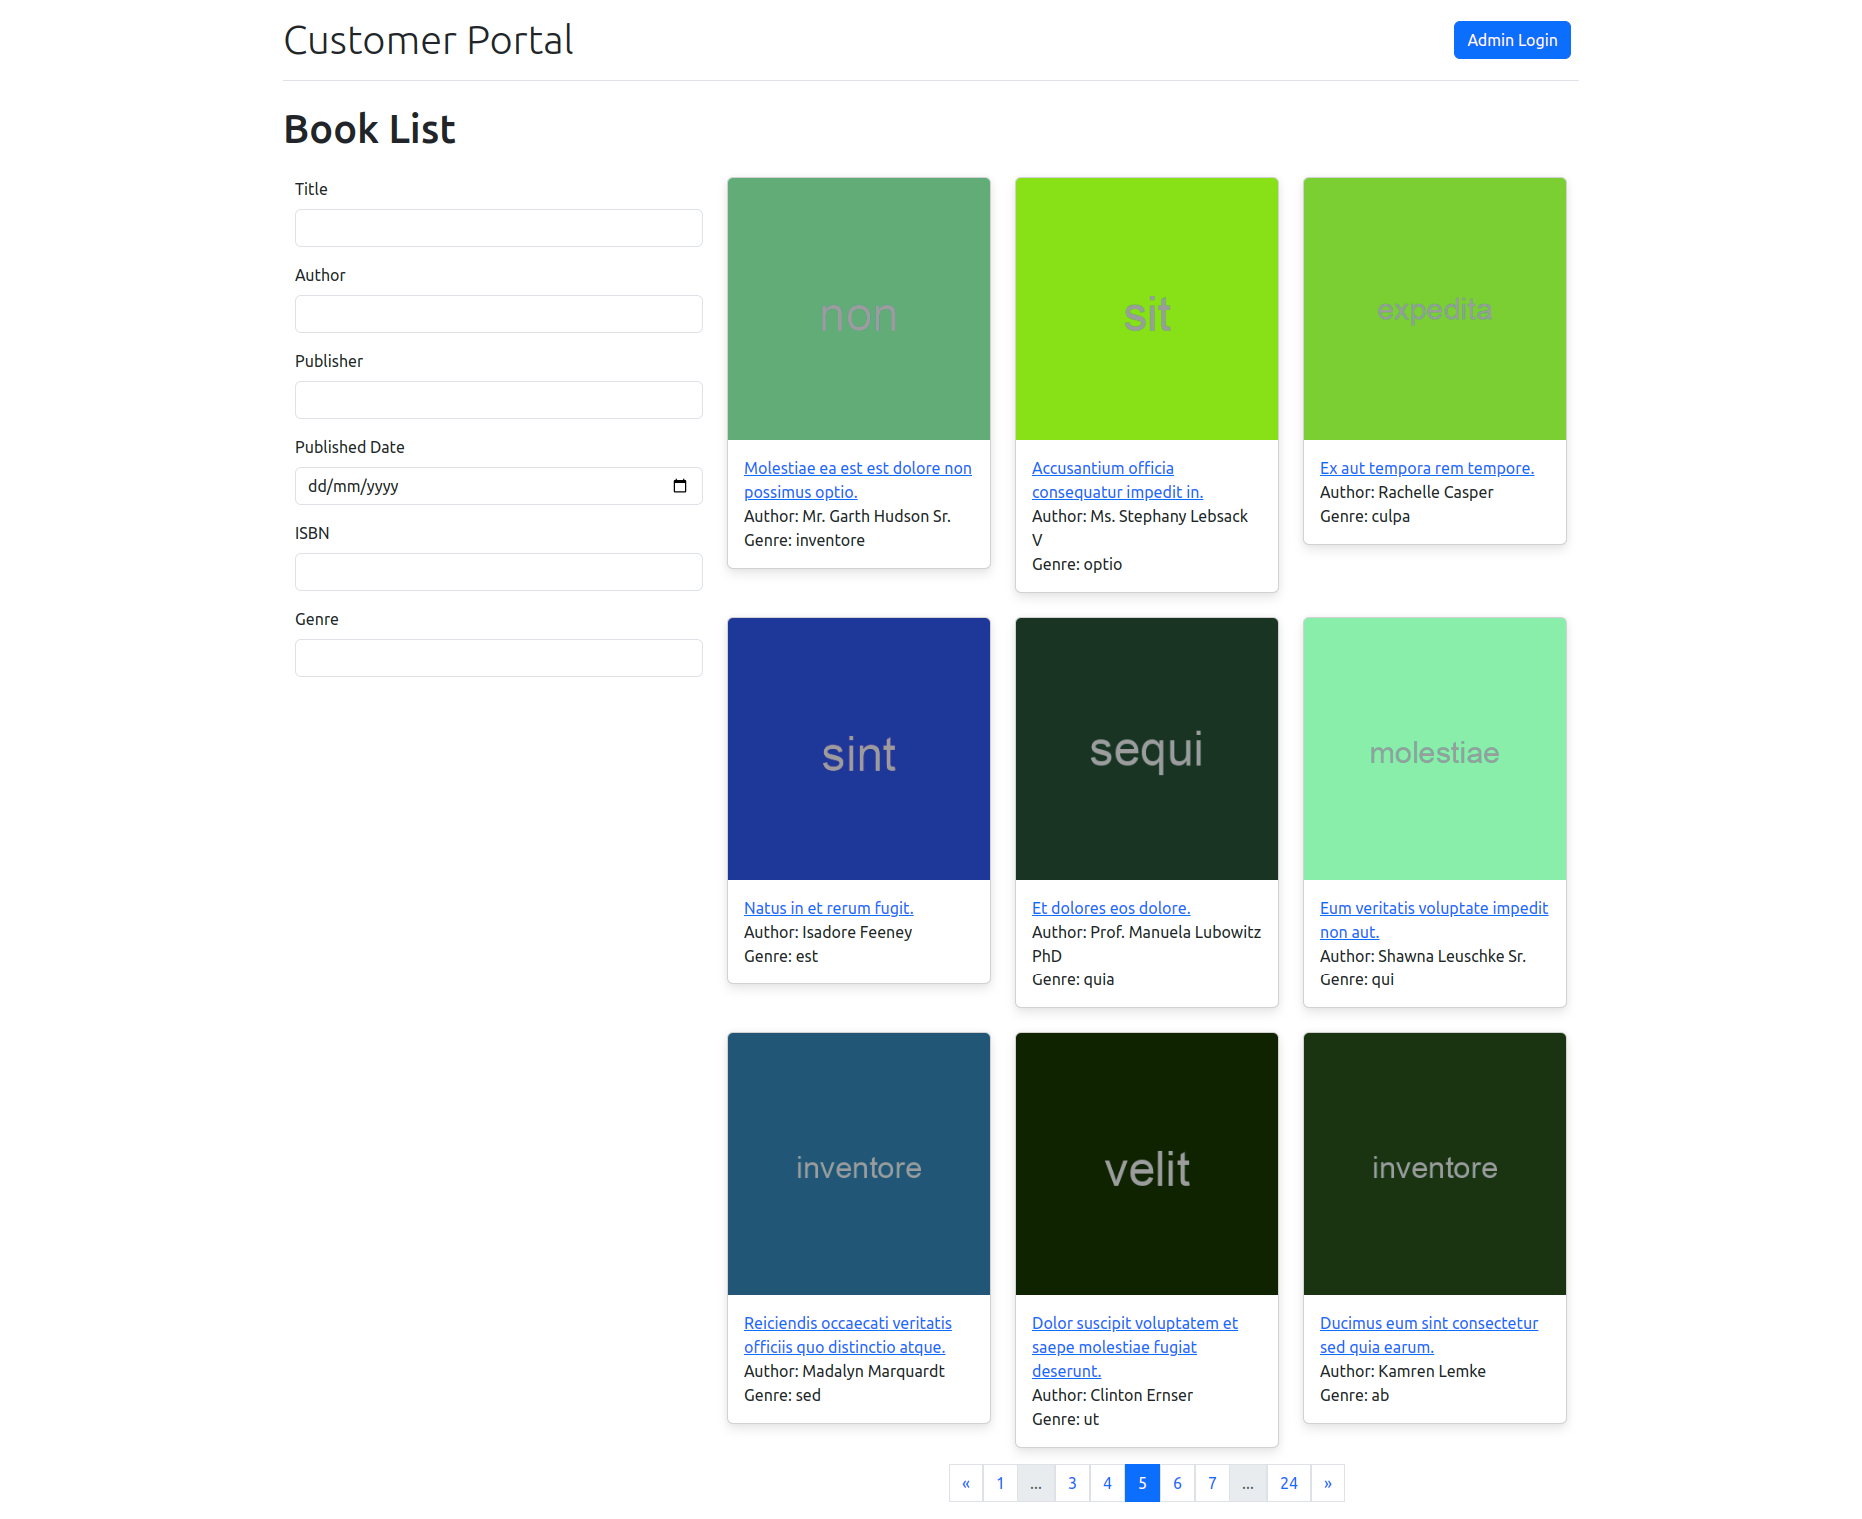 Customer Portal
Admin Login
Book List
Title
Author
Publisher
Published Date
dd/mm/yyyy
ISBN
Genre
non
Molestiae ea est est dolore non
possimus optio.
Author: Mr. Garth Hudson Sr.
Genre: inventore
sit
Accusantium officia
consequatur impedit in.
Author: Ms. Stephany Lebsack
V
Genre: optio
expedita
Ex aut tempora rem tempore.
Author: Rachelle Casper
Genre: culpa
sint
Natus in et rerum fugit.
Author: Isadore Feeney
Genre: est
sequi
Et dolores eos dolore.
Author: Prof. Manuela Lubowitz
PhD
Genre: quia
molestiae
Eum veritatis voluptate impedit
non aut.
Author: Shawna Leuschke Sr.
Genre: qui
inventore
Reiciendis occaecati veritatis
officiis quo distinctio atque.
Author: Madalyn Marquardt
Genre: sed
velit
Dolor suscipit voluptatem et
saepe molestiae fugiat
deserunt.
Author: Clinton Ernser
Genre: ut
inventore
Ducimus eum sint consectetur
sed quia earum.
Author: Kamren Lemke
Genre: ab
« 1 ... 3 4 5 6 7 ... 24 »